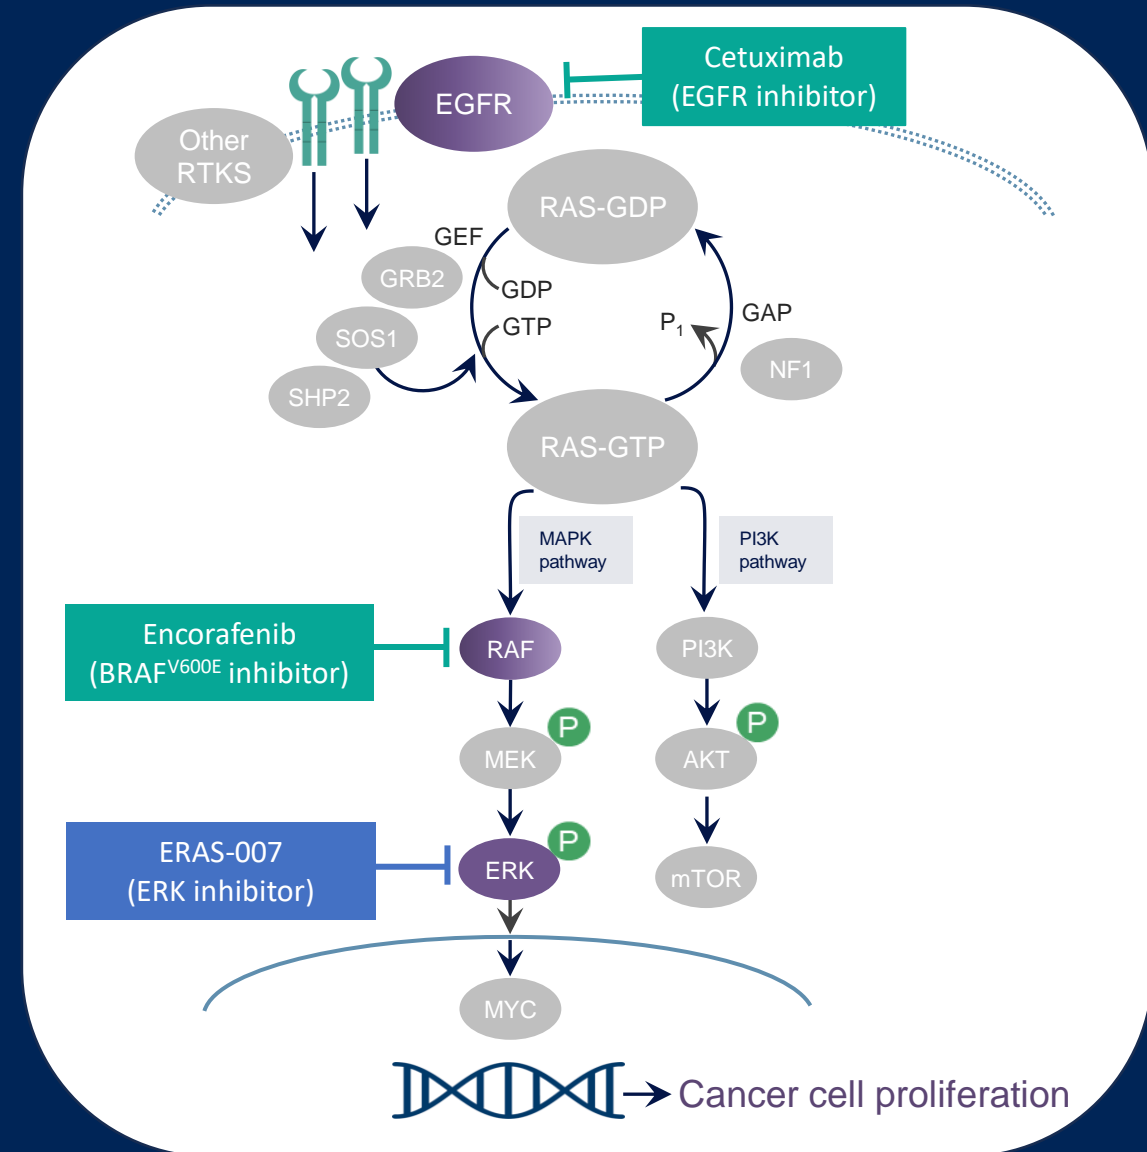 Cetuximab
(EGFR inhibitor)
EGFR
Other
RTKS
RAS-GDP
GEF
GRB2
GDP
GTP
SOS1
SHP2
P1
GAP
NF1
RAS-GTP
MAPK
pathway
PI3K
pathway
Encorafenib
(BRAFV600E inhibitor)
RAF
PI3K
P
MEK
P
AKT
ERAS-007
(ERK inhibitor)
P
ERK
mTOR
MYC
Cancer cell proliferation